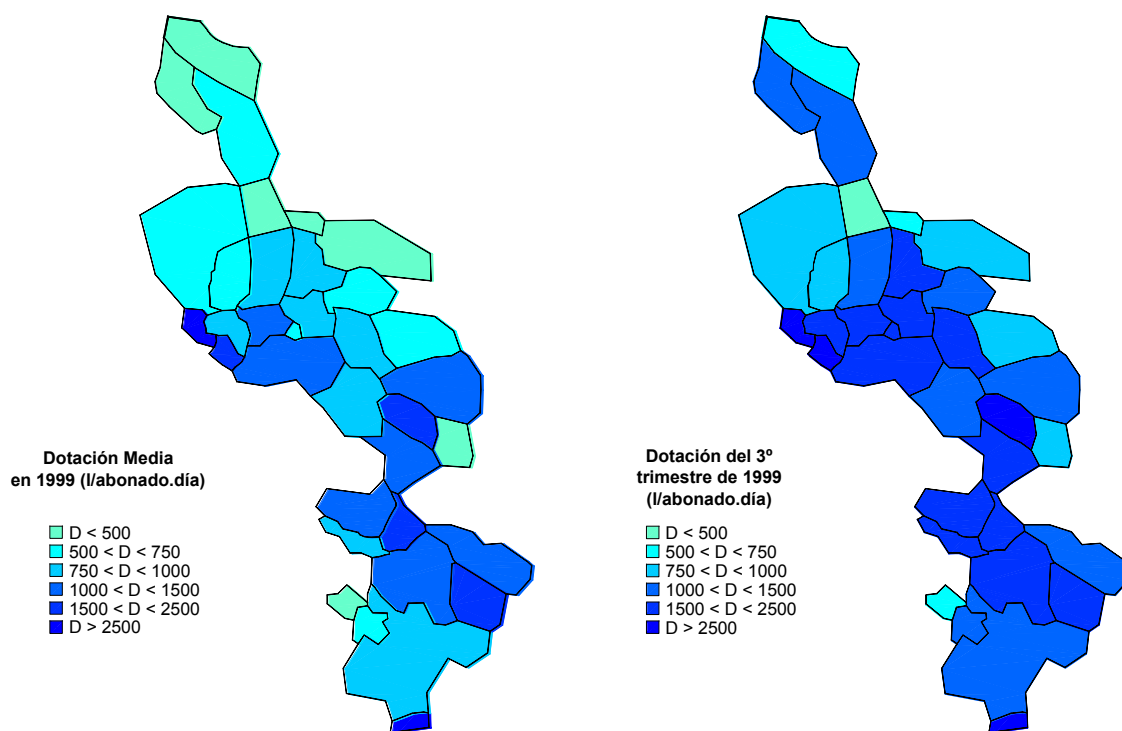 Dotación Media
en 1999 (l/abonado.día)
D < 500
500 < D < 750
750 < D < 1000
1000 < D < 1500
1500 < D < 2500
D > 2500
Dotación del 3º
trimestre de 1999
(l/abonado.día)
D < 500
500 < D < 750
750 < D < 1000
1000 < D < 1500
1500 < D < 2500
D > 2500